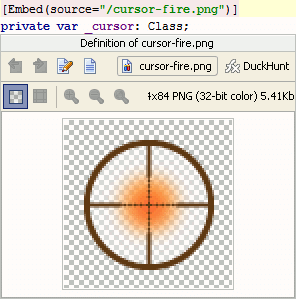 [Embed(source="/cursor-fire.png")]
private var _cursor: Class;
Definition of cursor-fire.png
cursor-fire.png DuckHunt
x84 PNG (32-bit color) 5.41Kb